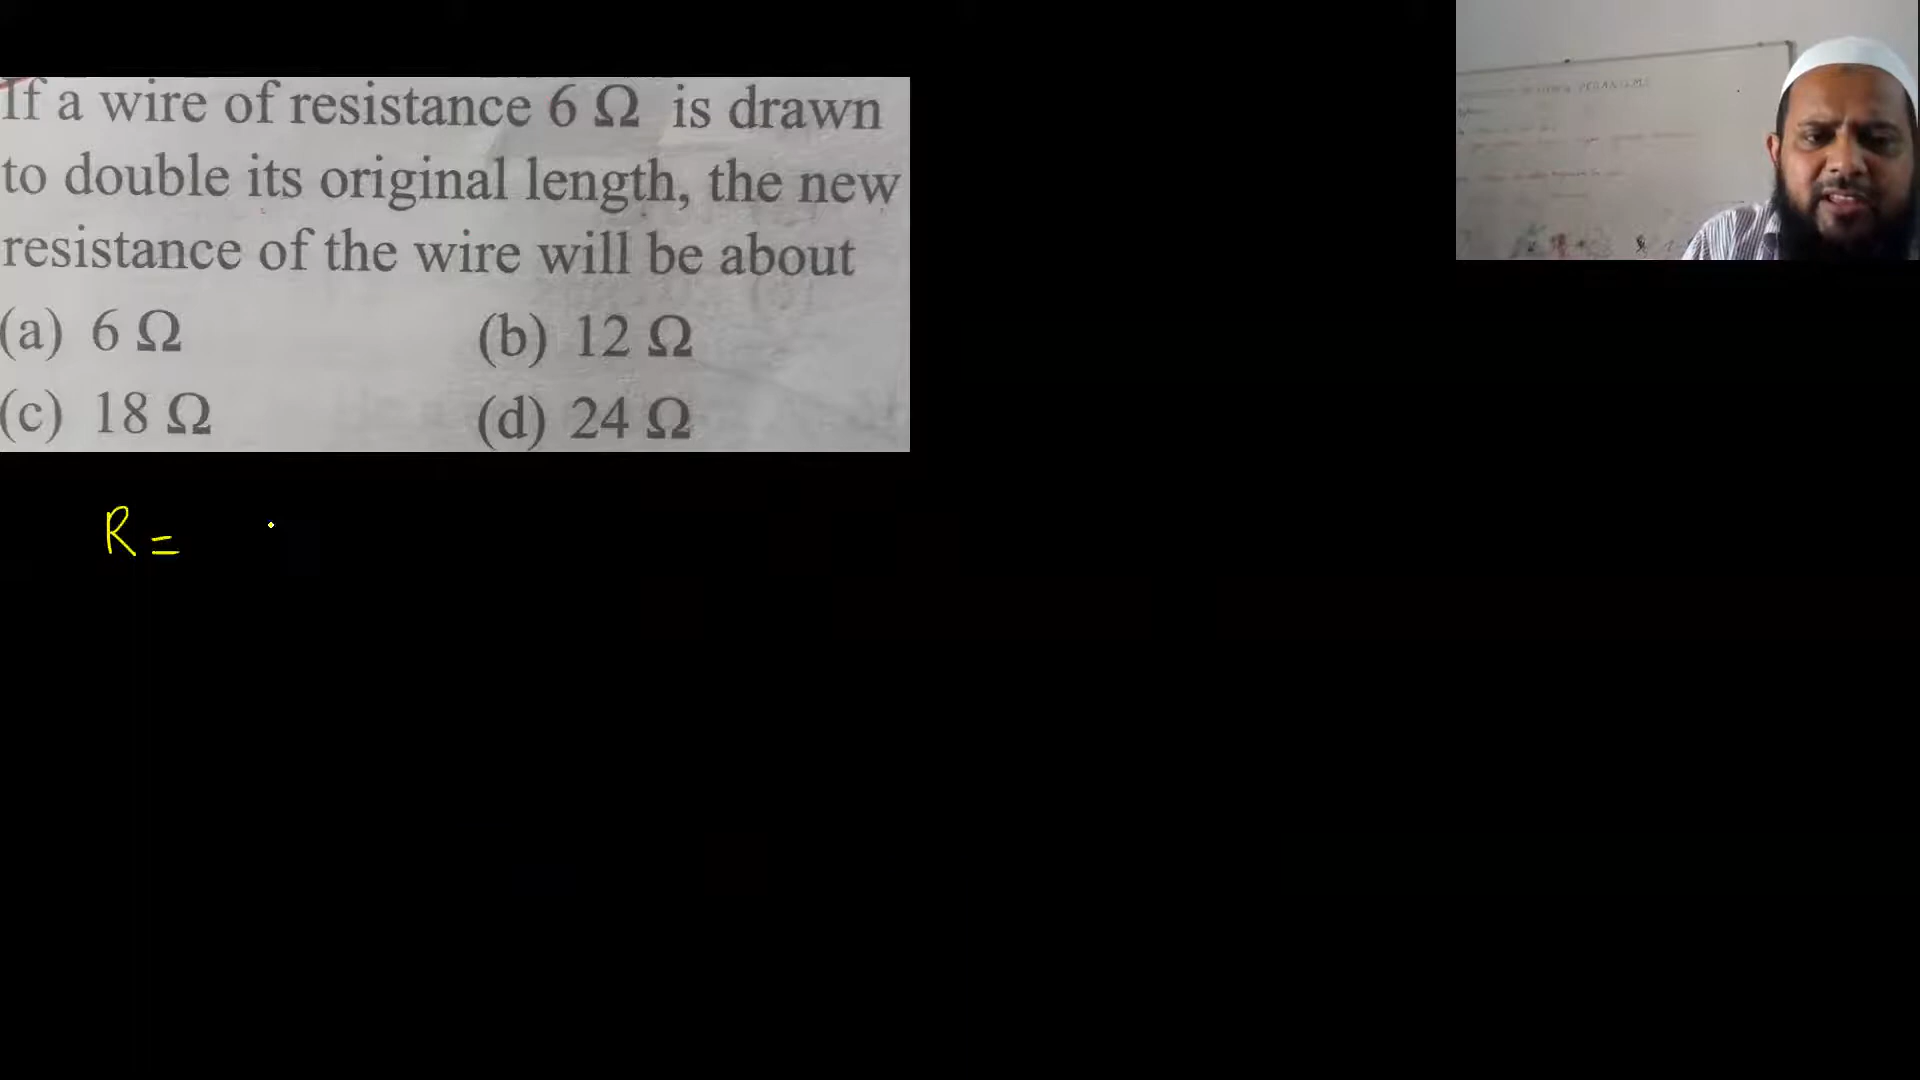 If a wire of resistance 6 Ω is drawn
to double its original length, the new
resistance of the wire will be about
(a) 6 Ω (b) 12 Ω
(c) 18 Ω (d) 24 Ω
R =